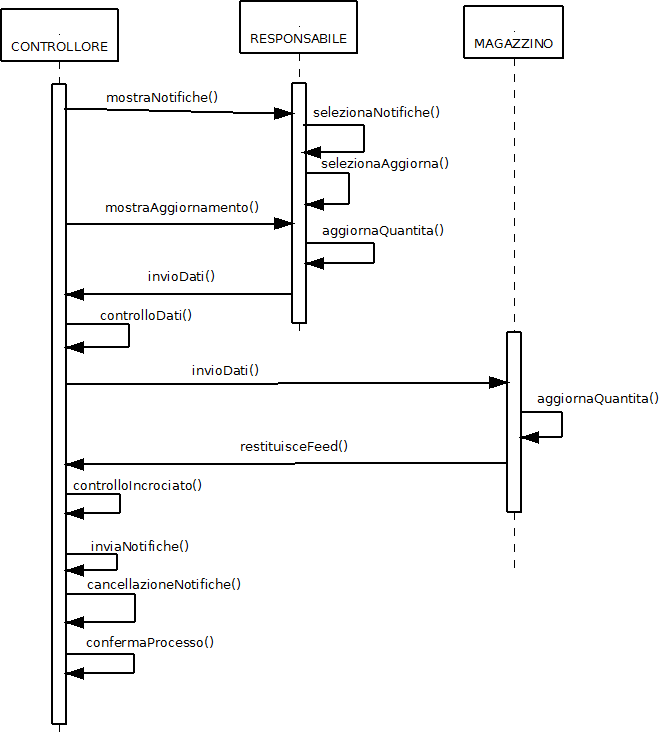 CONTROLLORE
RESPONSABILE
MAGAZZINO
mostraNotifiche()
selezionaNotifiche()
selezionaAggiorna()
mostraAggiornamento()
aggiornaQuantita()
invioDati()
controlloDati()
invioDati()
aggiornaQuantita()
restituisceFeed()
controlloIncrociato()
inviaNotifiche()
cancellazioneNotifiche()
confermaProcesso()